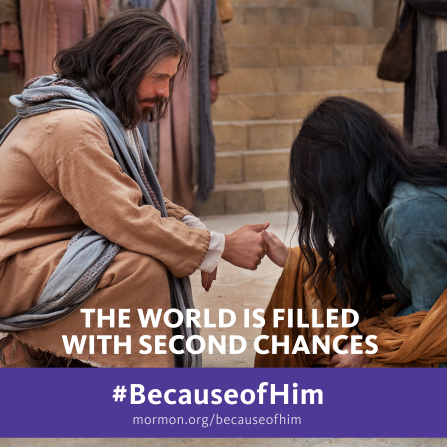 THE WORLD IS FILLED
WITH SECOND CHANCES
#BecauseofHim
mormon.org/becauseofhim